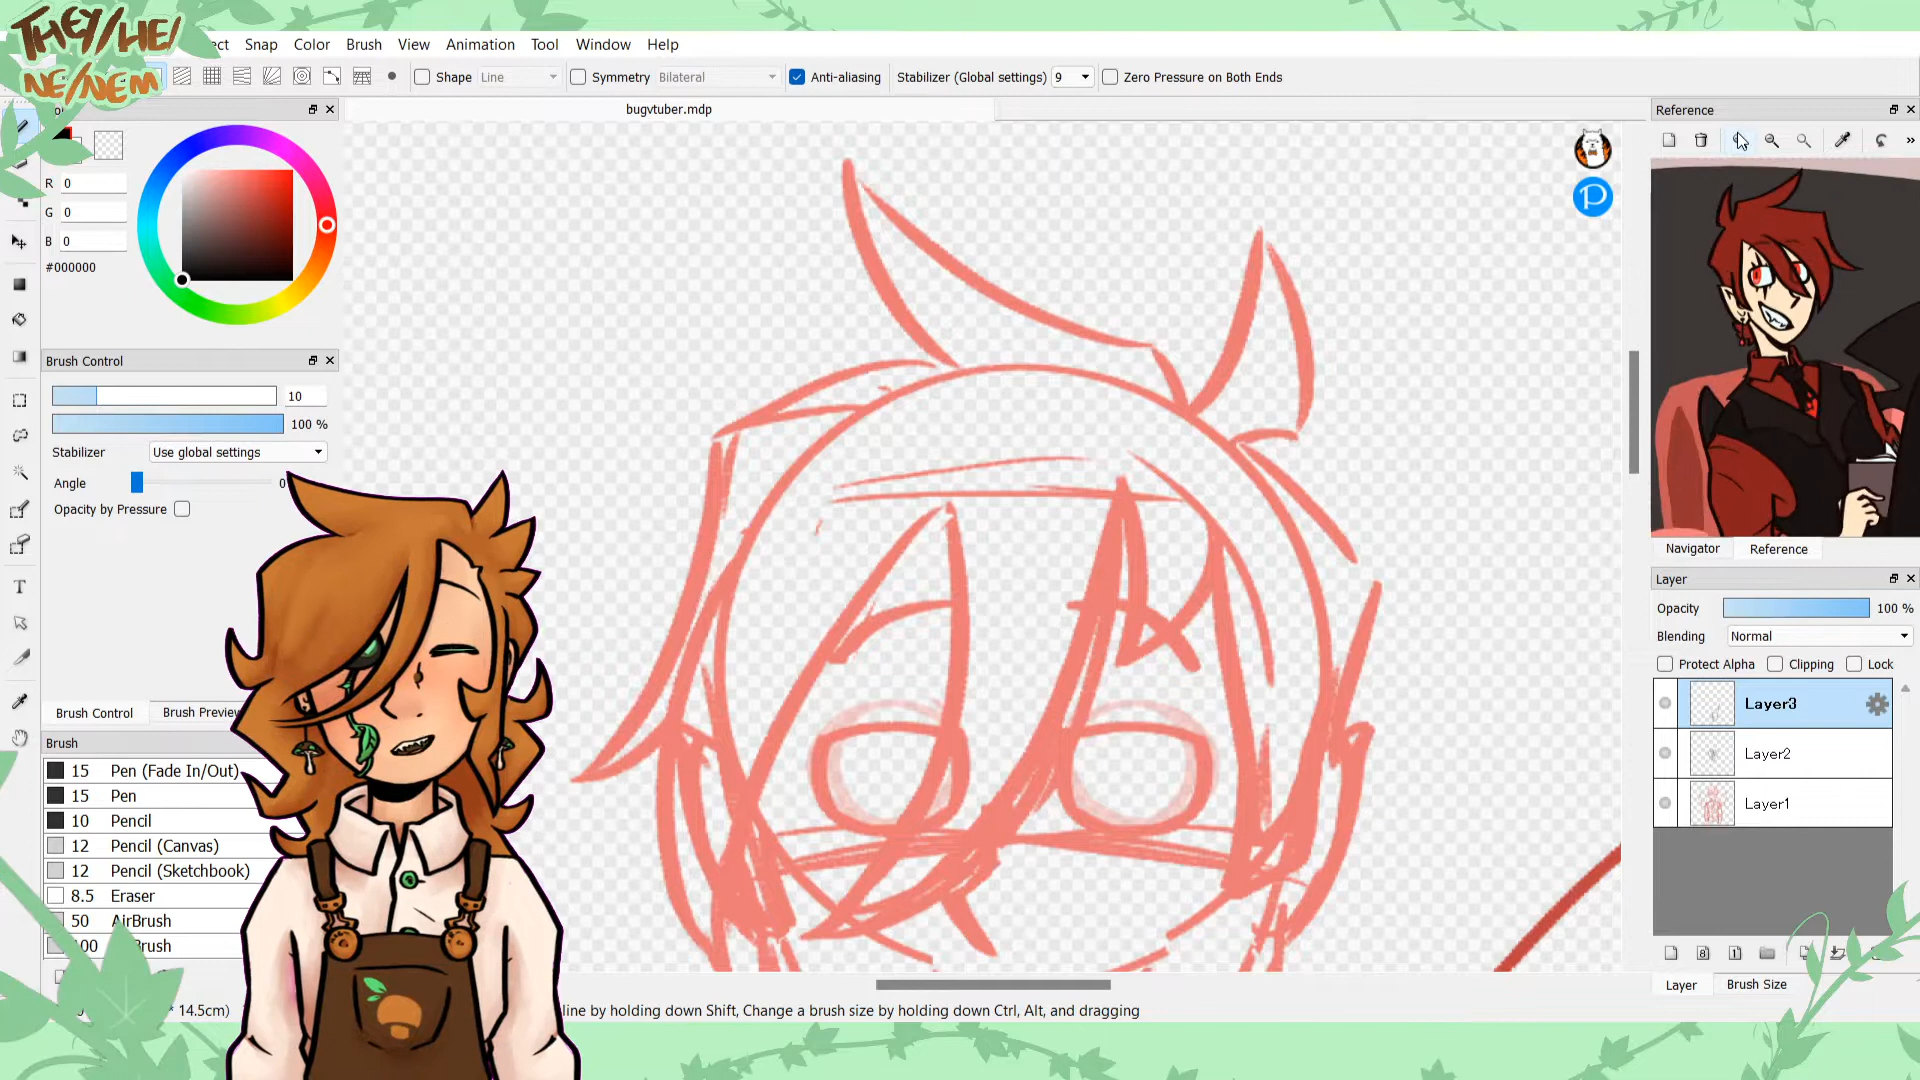 THEY/HE/
NE/NEM
ect Snap Color Brush View Animation Tool Window Help
Shape Line Symmetry Bilateral Anti-aliasing Stabilizer (Global settings) 9 Zero Pressure on Both Ends
bugvtuber.mdp
Reference
R 0
G 0
B 0
#000000
P
Brush Control
10
100 %
Stabilizer Use global settings
Angle 0
Opacity by Pressure
Brush Control Brush Preview
Brush
15 Pen (Fade In/Out)
15 Pen
10 Pencil
12 Pencil (Canvas)
12 Pencil (Sketchbook)
8.5 Eraser
50 AirBrush
100 Brush
* 14.5cm)
line by holding down Shift, Change a brush size by holding down Ctrl, Alt, and dragging
Navigator Reference
Layer
Opacity 100 %
Blending Normal
Protect Alpha Clipping Lock
Layer3
Layer2
Layer1
8 1
Layer Brush Size